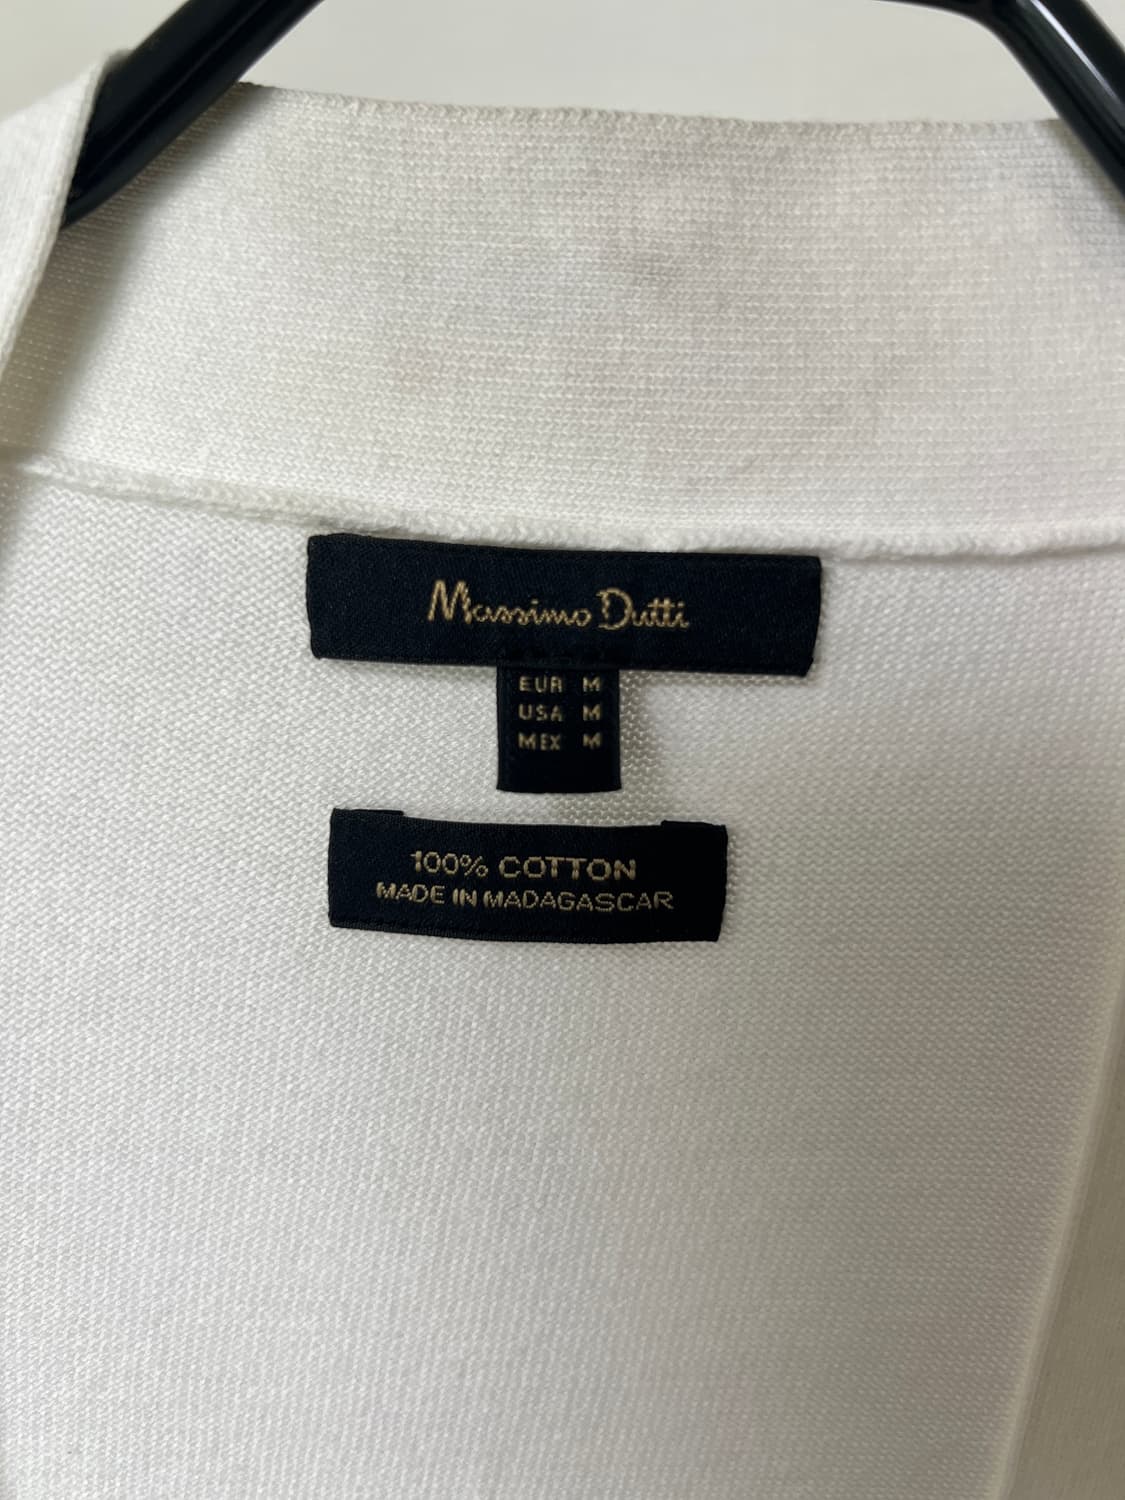 Massimo Dutti
EUR M
USA M
MEX M
100% COTTON
MADE IN MADAGASCAR